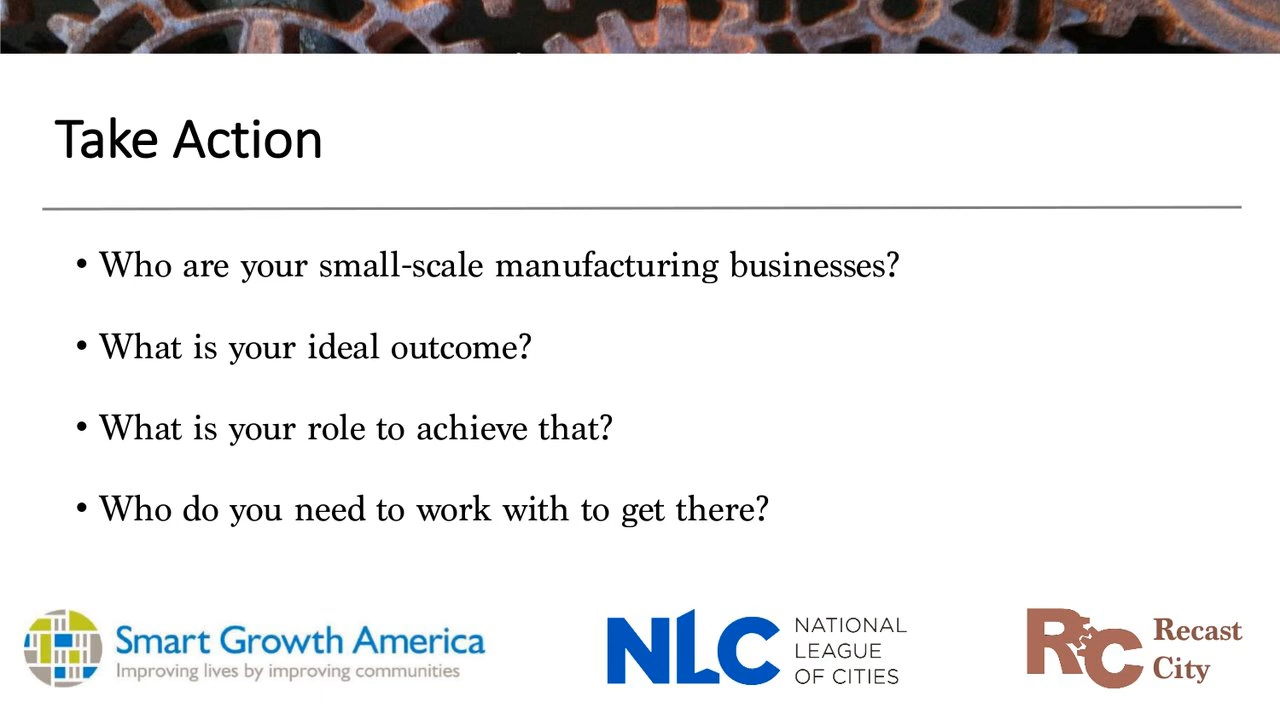 Take Action
• Who are your small-scale manufacturing businesses?
• What is your ideal outcome?
• What is your role to achieve that?
• Who do you need to work with to get there?
Smart Growth America
Improving lives by improving communities
NLC
NATIONAL
LEAGUE
OF CITIES
RC
Recast
City